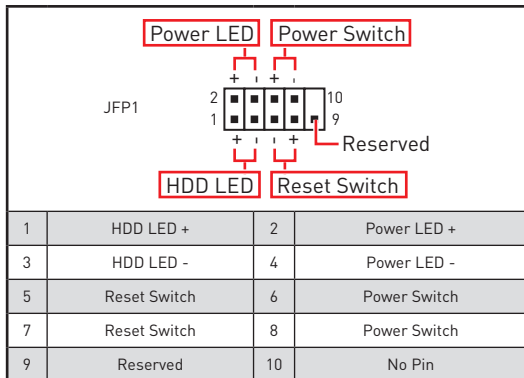 Power LED Power Switch
+ - + -
JFP1
2 10
1 9
+ - - +
Reserved
HDD LED Reset Switch
1 HDD LED + 2 Power LED +
3 HDD LED - 4 Power LED -
5 Reset Switch 6 Power Switch
7 Reset Switch 8 Power Switch
9 Reserved 10 No Pin